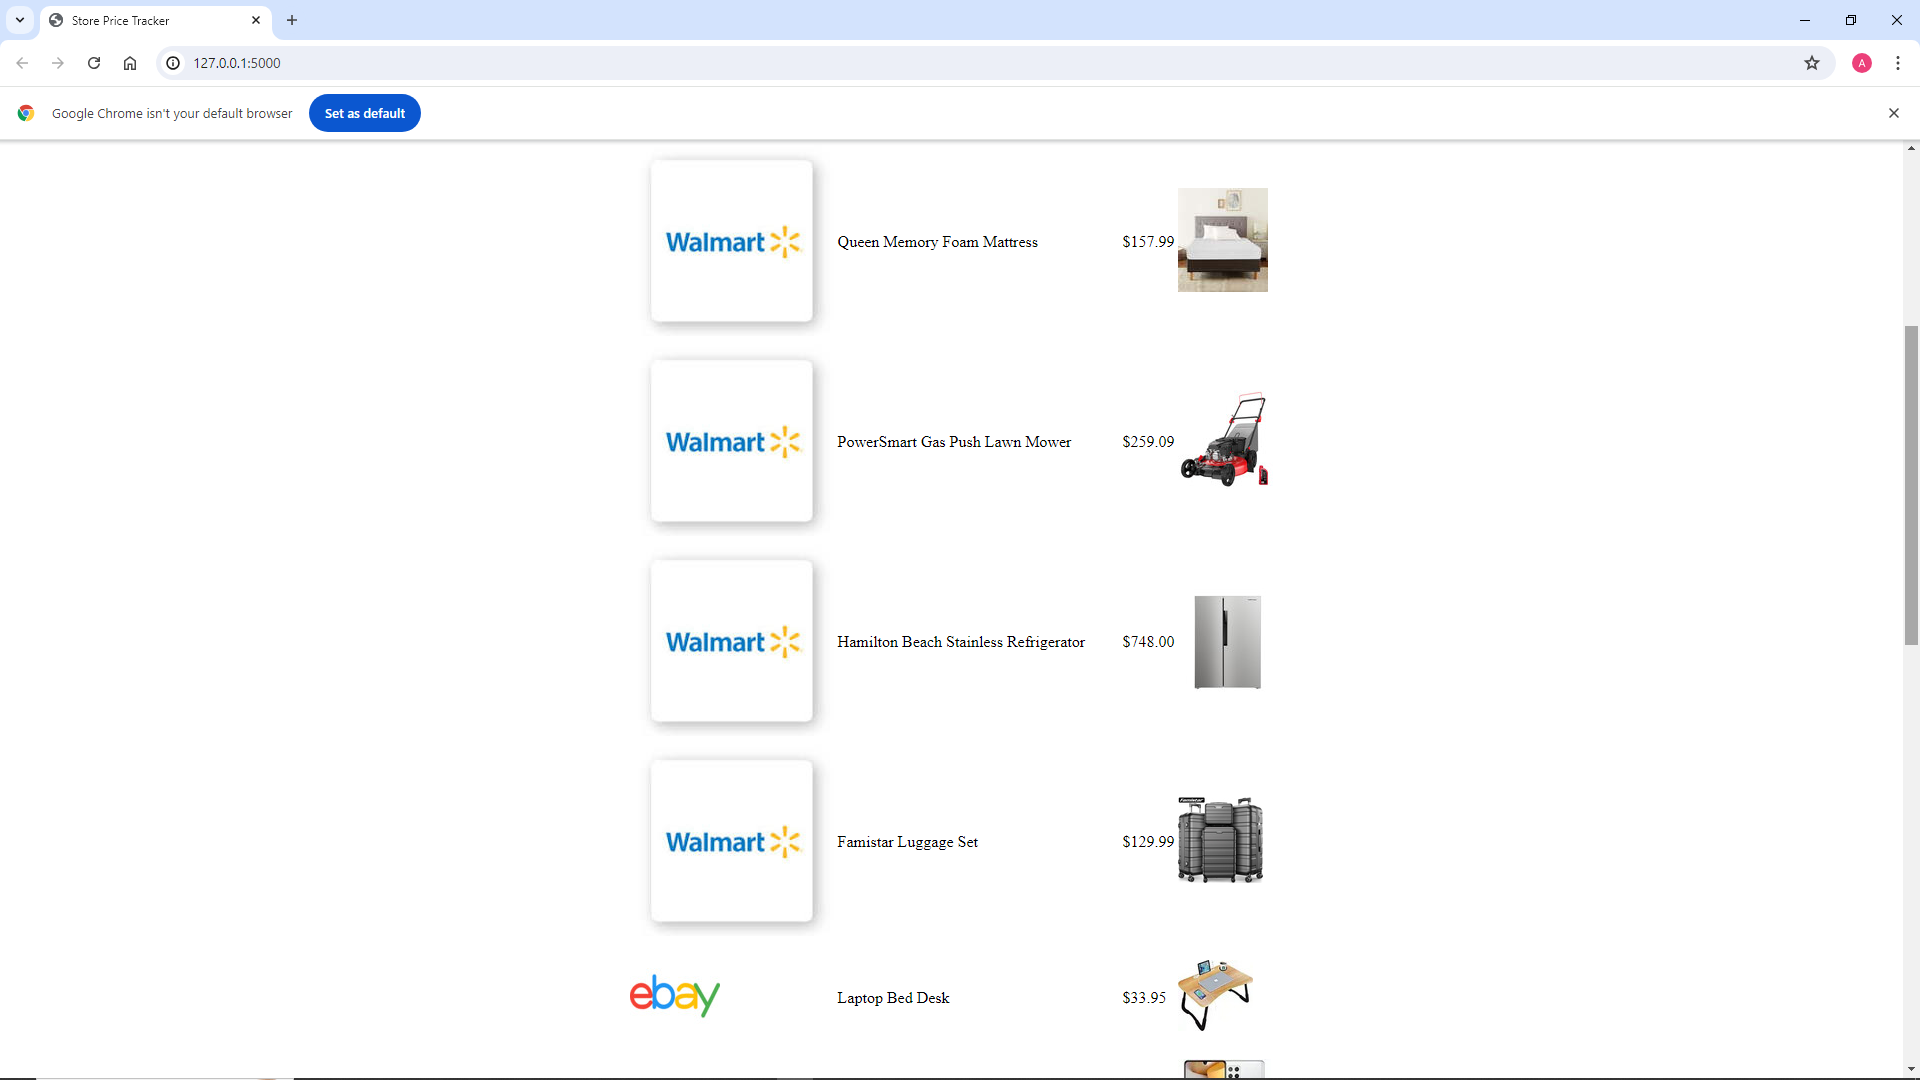 Store Price Tracker
127.0.0.1:5000
A
Google Chrome isn't your default browser
Set as default
Walmart
Queen Memory Foam Mattress
$157.99
Walmart
PowerSmart Gas Push Lawn Mower
$259.09
Walmart
Hamilton Beach Stainless Refrigerator
$748.00
Walmart
Famistar Luggage Set
$129.99
Famistar
ebay
Laptop Bed Desk
$33.95